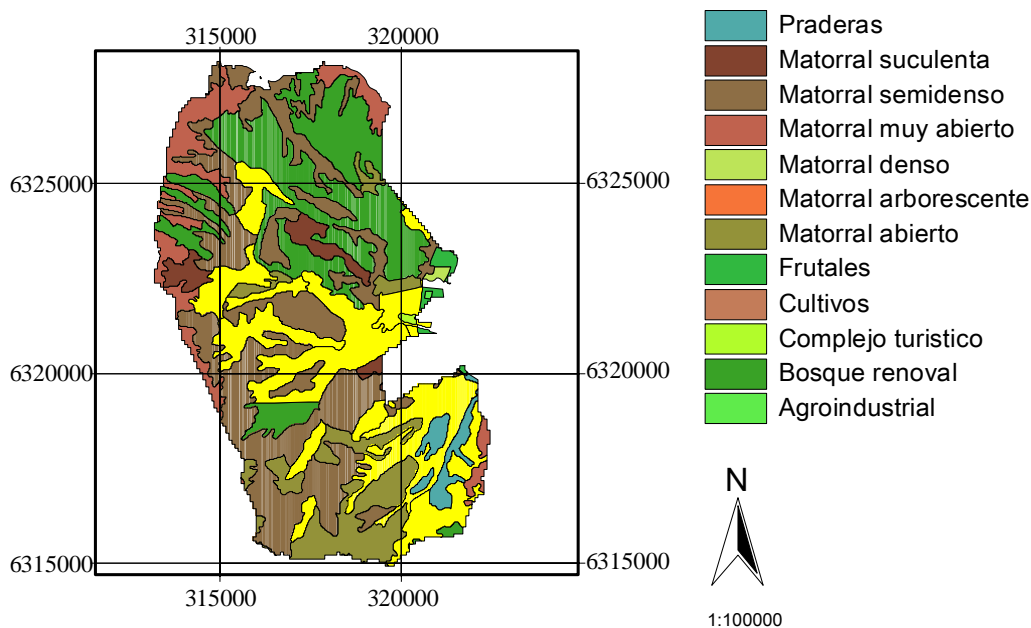 315000 320000
6325000 6325000
6320000 6320000
6315000 6315000
315000 320000
Praderas
Matorral suculenta
Matorral semidenso
Matorral muy abierto
Matorral denso
Matorral arborescente
Matorral abierto
Frutales
Cultivos
Complejo turistico
Bosque renoval
Agroindustrial
N
1:100000